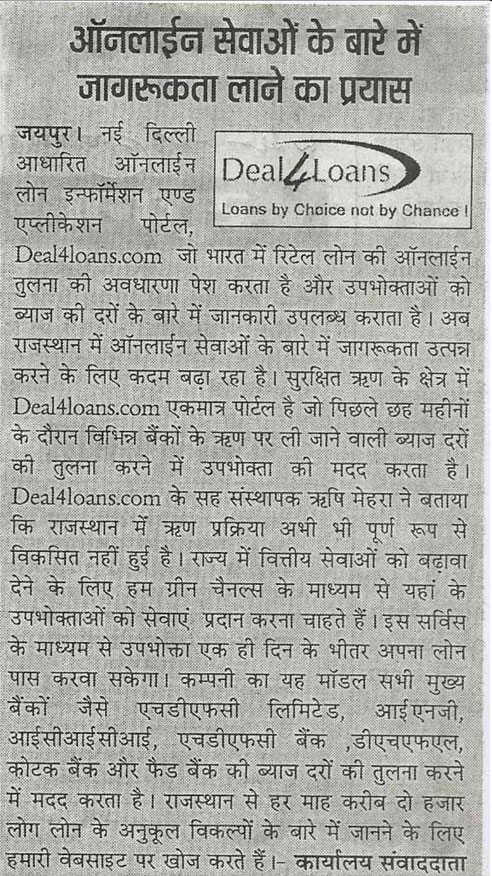 ऑनलाईन सेवाओं के बारे में
जागरूकता लाने का प्रयास
जयपुर। नई दिल्ली
आधारित ऑनलाईन
लोन इन्फॉर्मेशन एण्ड
एप्लीकेशन पोर्टल,
Deal4Loans
Loans by Choice not by Chance !
Deal4loans.com जो भारत में रिटेल लोन की ऑनलाईन
तुलना की अवधारणा पेश करता है और उपभोक्ताओं को
ब्याज की दरों के बारे में जानकारी उपलब्ध कराता है। अब
राजस्थान में ऑनलाईन सेवाओं के बारे में जागरूकता उत्पन्न
करने के लिए कदम बढ़ा रहा है। सुरक्षित ऋण के क्षेत्र में
Deal4loans.com एकमात्र पोर्टल है जो पिछले छह महीनों
के दौरान विभिन्न बैंकों के ऋण पर ली जाने वाली ब्याज दरों
की तुलना करने में उपभोक्ता की मदद करता है।
Deal4loans.com के सह संस्थापक ऋषि मेहरा ने बताया
कि राजस्थान में ऋण प्रक्रिया अभी भी पूर्ण रूप से
विकसित नहीं हुई है। राज्य में वित्तीय सेवाओं को बढ़ावा
देने के लिए हम ग्रीन चैनल्स के माध्यम से यहां के
उपभोक्ताओं को सेवाएं प्रदान करना चाहते हैं। इस सर्विस
के माध्यम से उपभोक्ता एक ही दिन के भीतर अपना लोन
पास करवा सकेगा। कम्पनी का यह मॉडल सभी मुख्य
बैंकों जैसे एचडीएफसी लिमिटेड, आईएनजी,
आईसीआईसीआई, एचडीएफसी बैंक ,डीएचएफएल,
कोटक बैंक और फैड बैंक की ब्याज दरों की तुलना करने
में मदद करता है। राजस्थान से हर माह करीब दो हजार
लोग लोन के अनुकूल विकल्पों के बारे में जानने के लिए
हमारी वेबसाइट पर खोज करते हैं।- कार्यालय संवाददाता